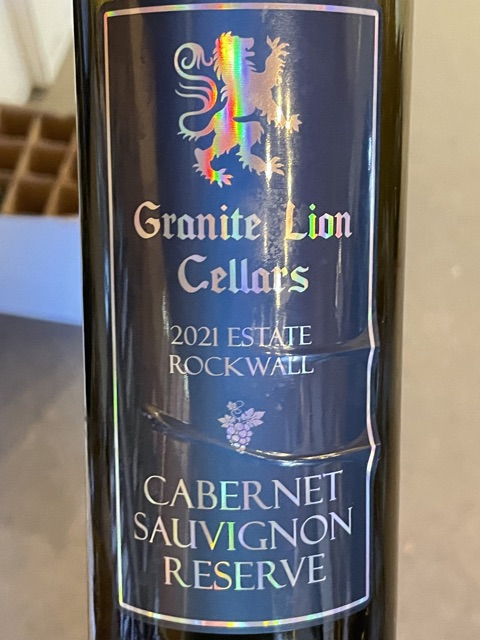 Granite Lion
Cellars
2021 ESTATE
ROCKWALL
CABERNET
SAUVIGNON
RESERVE